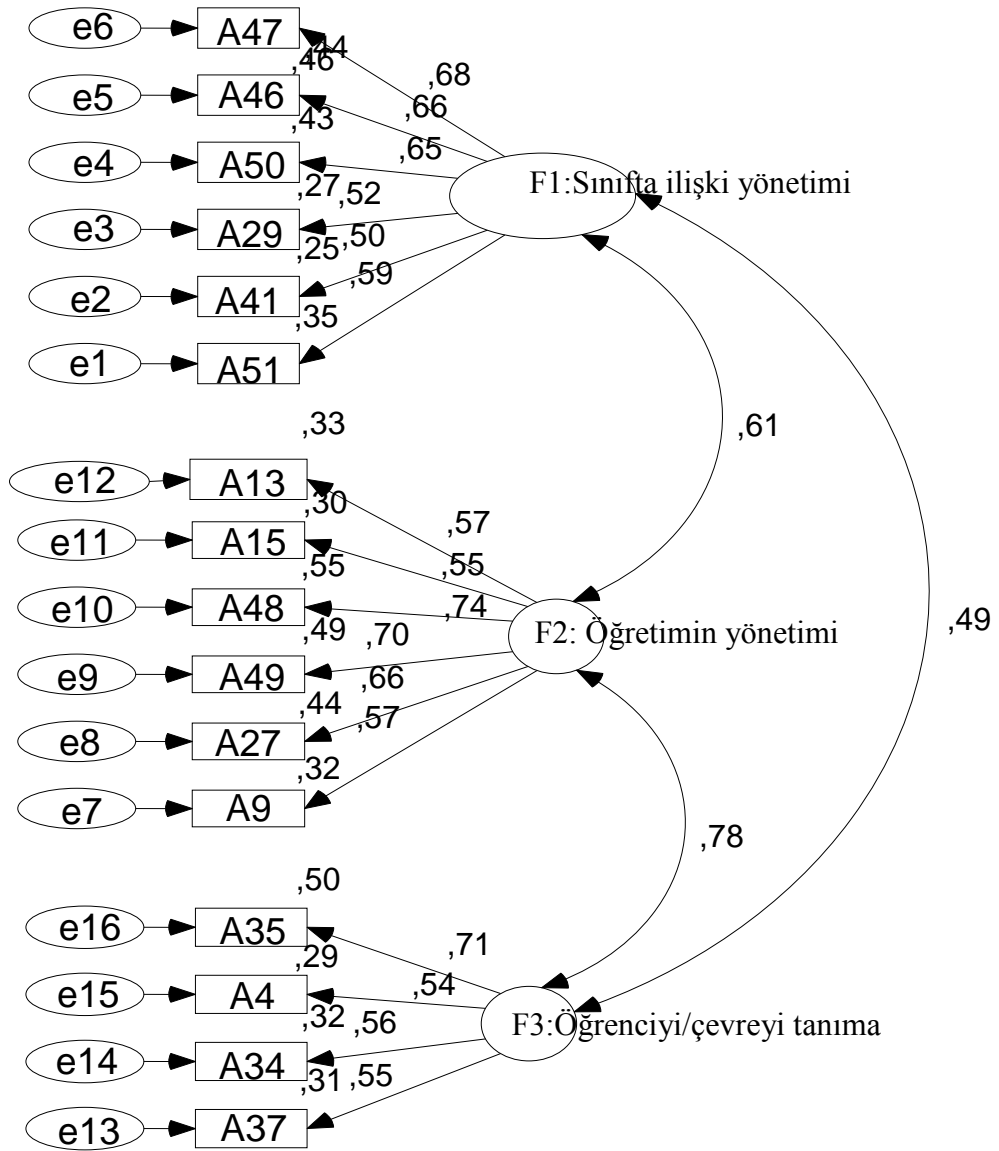 e6 A47 ,44
,46 ,68
e5 A46 ,66
,43
e4 A50 ,65
,27 ,52 F1:Sınıfta ilişki yönetimi
e3 A29 ,50
,25 ,59
e2 A41
,35
e1 A51
,33 ,61
e12 A13
,30 ,57
e11 A15 ,55
,55
e10 A48 ,74 ,49
,49 ,70 F2: Öğretimin yönetimi
e9 A49 ,66
,44 ,57
e8 A27
,32
e7 A9
,78
,50
e16 A35 ,71
,29 ,54
e15 A4
,32 ,56 F3:Öğrenciyi/çevreyi tanıma
e14 A34
,31 ,55
e13 A37